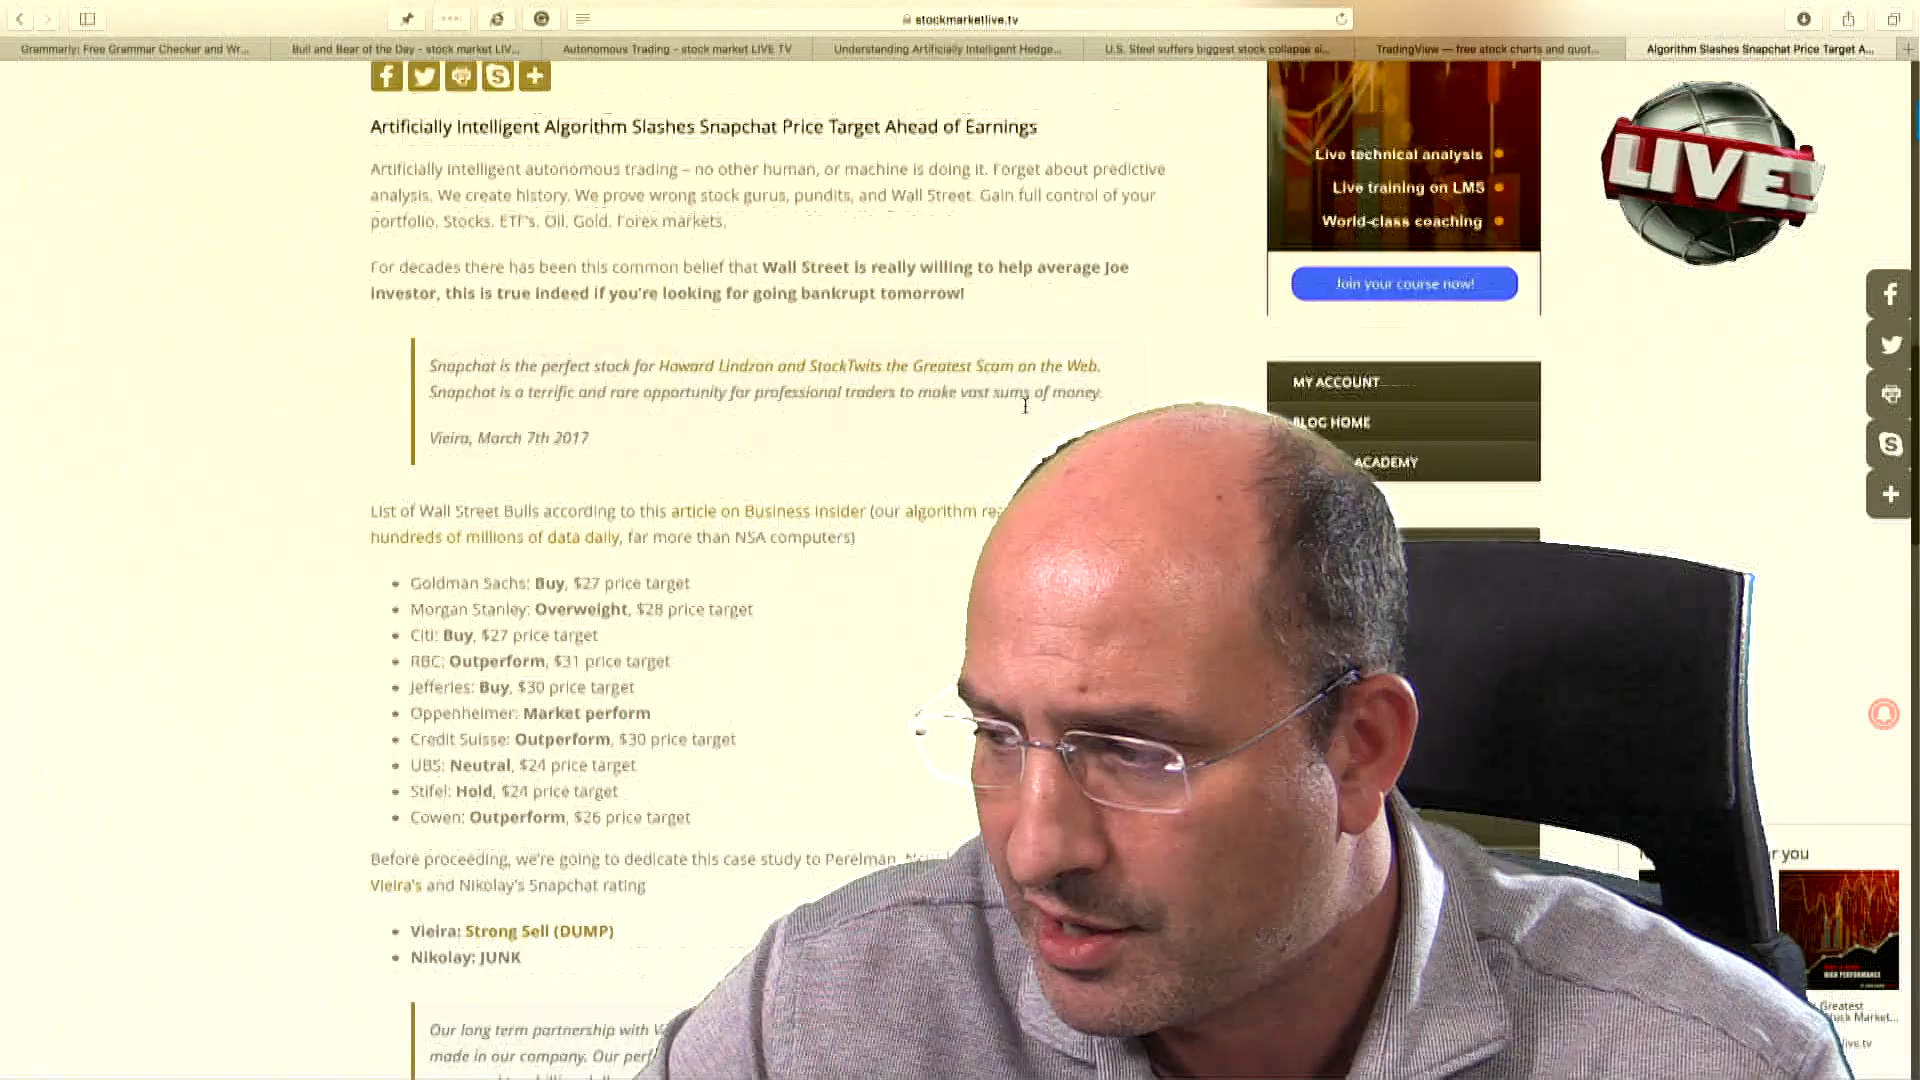 stockmarketlive.tv
Grammarly: Free Grammar Checker and Wr...
Bull and Bear of the Day - stock market LIV...
Autonomous Trading - stock market LIVE TV
Understanding Artificially Intelligent Hedge...
U.S. Steel suffers biggest stock collapse si...
TradingView — free stock charts and quot...
Algorithm Slashes Snapchat Price Target A...
Artificially Intelligent Algorithm Slashes Snapchat Price Target Ahead of Earnings
Artificially intelligent autonomous trading – no other human, or machine is doing it. Forget about predictive
analysis. We create history. We prove wrong stock gurus, pundits, and Wall Street. Gain full control of your
portfolio, Stocks, ETF's, Oil, Gold, Forex markets.
For decades there has been this common belief that Wall Street is really willing to help average Joe
investor, this is true indeed if you're looking for going bankrupt tomorrow!
Snapchat is the perfect stock for Howard Lindzon and StockTwits the Greatest Scam on the Web.
Snapchat is a terrific and rare opportunity for professional traders to make vast sums of money.
Vieira, March 7th 2017
List of Wall Street Bulls according to this article on Business Insider (our algorithm
hundreds of millions of data daily, far more than NSA computers)
Goldman Sachs: Buy, $27 price target
Morgan Stanley: Overweight, $28 price target
Citi: Buy, $27 price target
RBC: Outperform, $31 price target
Jefferies: Buy, $30 price target
Oppenheimer: Market perform
Credit Suisse: Outperform, $30 price target
UBS: Neutral, $24 price target
Stifel: Hold, $24 price target
Cowen: Outperform, $26 price target
Before proceeding, we're going to dedicate this case study to Perelman,
Vieira's and Nikolay's Snapchat rating
Vieira: Strong Sell (DUMP)
Nikolay: JUNK
Our long term partnership with
made in our company. Our
Live technical analysis
Live training on LMS
World-class coaching
Join your course now!
MY ACCOUNT
BLOG HOME
ACADEMY
LIVE!
you
HIGH PERFORMANCE
Greatest
Stock Market...
live.tv